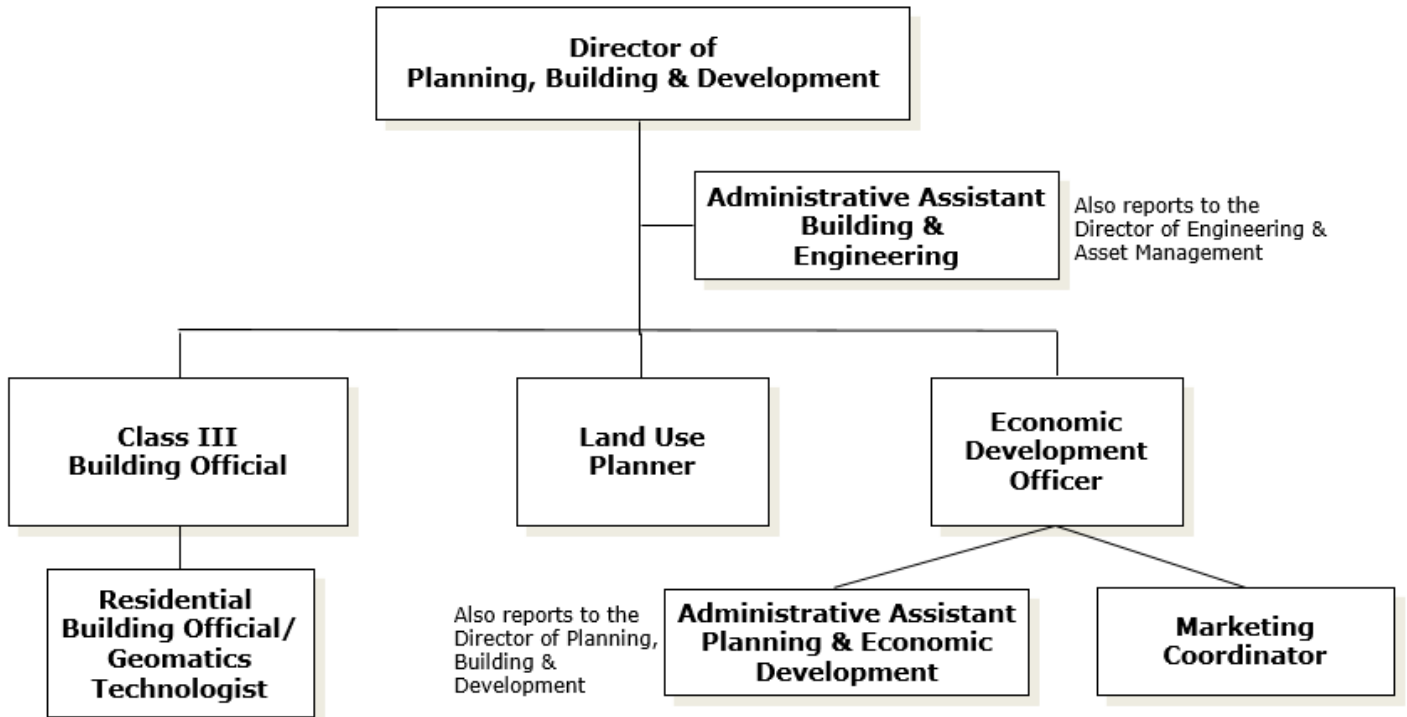 Director of
Planning, Building & Development
Administrative Assistant
Building &
Engineering
Also reports to the
Director of Engineering &
Asset Management
Class III
Building Official
Land Use
Planner
Economic
Development
Officer
Residential
Building Official/
Geomatics
Technologist
Also reports to the
Director of Planning,
Building &
Development
Administrative Assistant
Planning & Economic
Development
Marketing
Coordinator